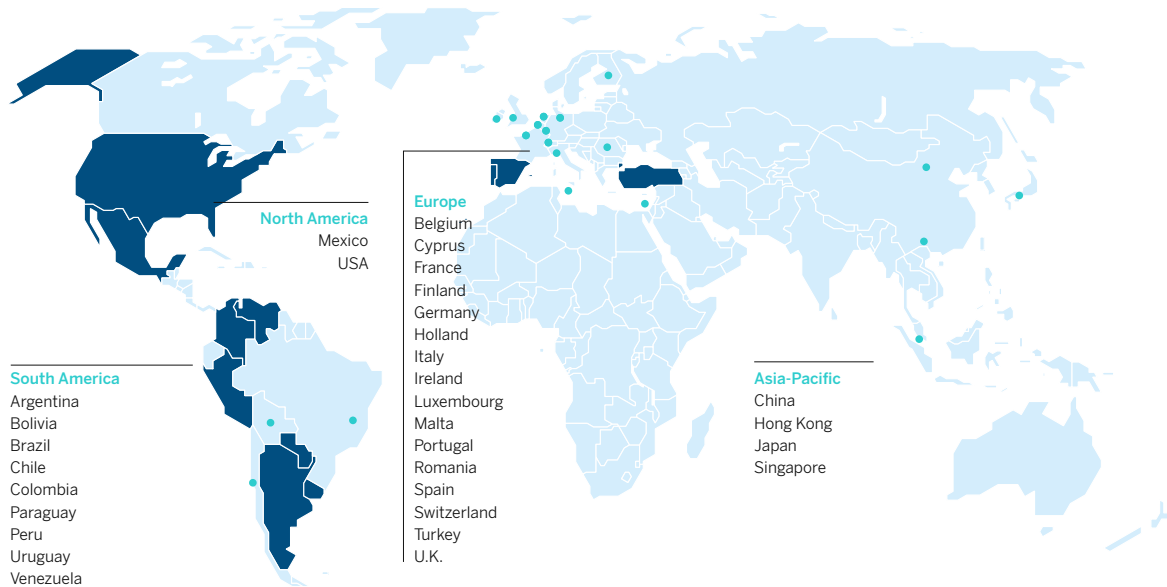 North America
Mexico
USA
South America
Argentina
Bolivia
Brazil
Chile
Colombia
Paraguay
Peru
Uruguay
Venezuela
Europe
Belgium
Cyprus
France
Finland
Germany
Holland
Italy
Ireland
Luxembourg
Malta
Portugal
Romania
Spain
Switzerland
Turkey
U.K.
Asia-Pacific
China
Hong Kong
Japan
Singapore